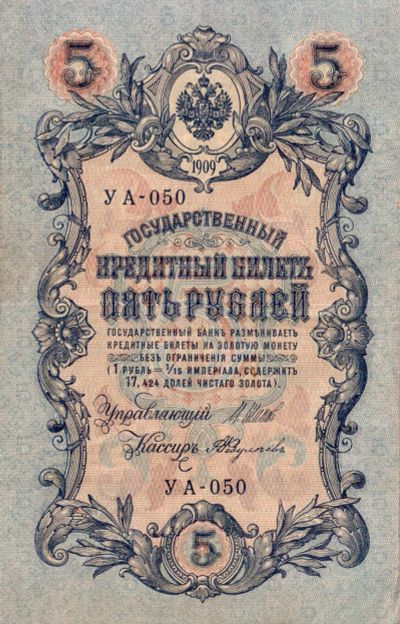 5 5
1909
УА-050
ГОСУДАРСТВЕННЫЙ
КРЕДИТНЫЙ БИЛЕТЪ
ПЯТЬ РУБЛЕЙ
ГОСУДАРСТВЕННЫЙ БАНКЪ РАЗМѢНИВАЕТЪ
КРЕДИТНЫЕ БИЛЕТЫ НА ЗОЛОТУЮ МОНЕТУ
БЕЗЪ ОГРАНИЧЕНІЯ СУММЫ
(1 РУБЛЬ = 1/15 ИМПЕРІАЛА, СОДЕРЖИТЪ
17,424 ДОЛЕЙ ЧИСТАГО ЗОЛОТА).
Управляющій
Кассиръ
УА-050
5